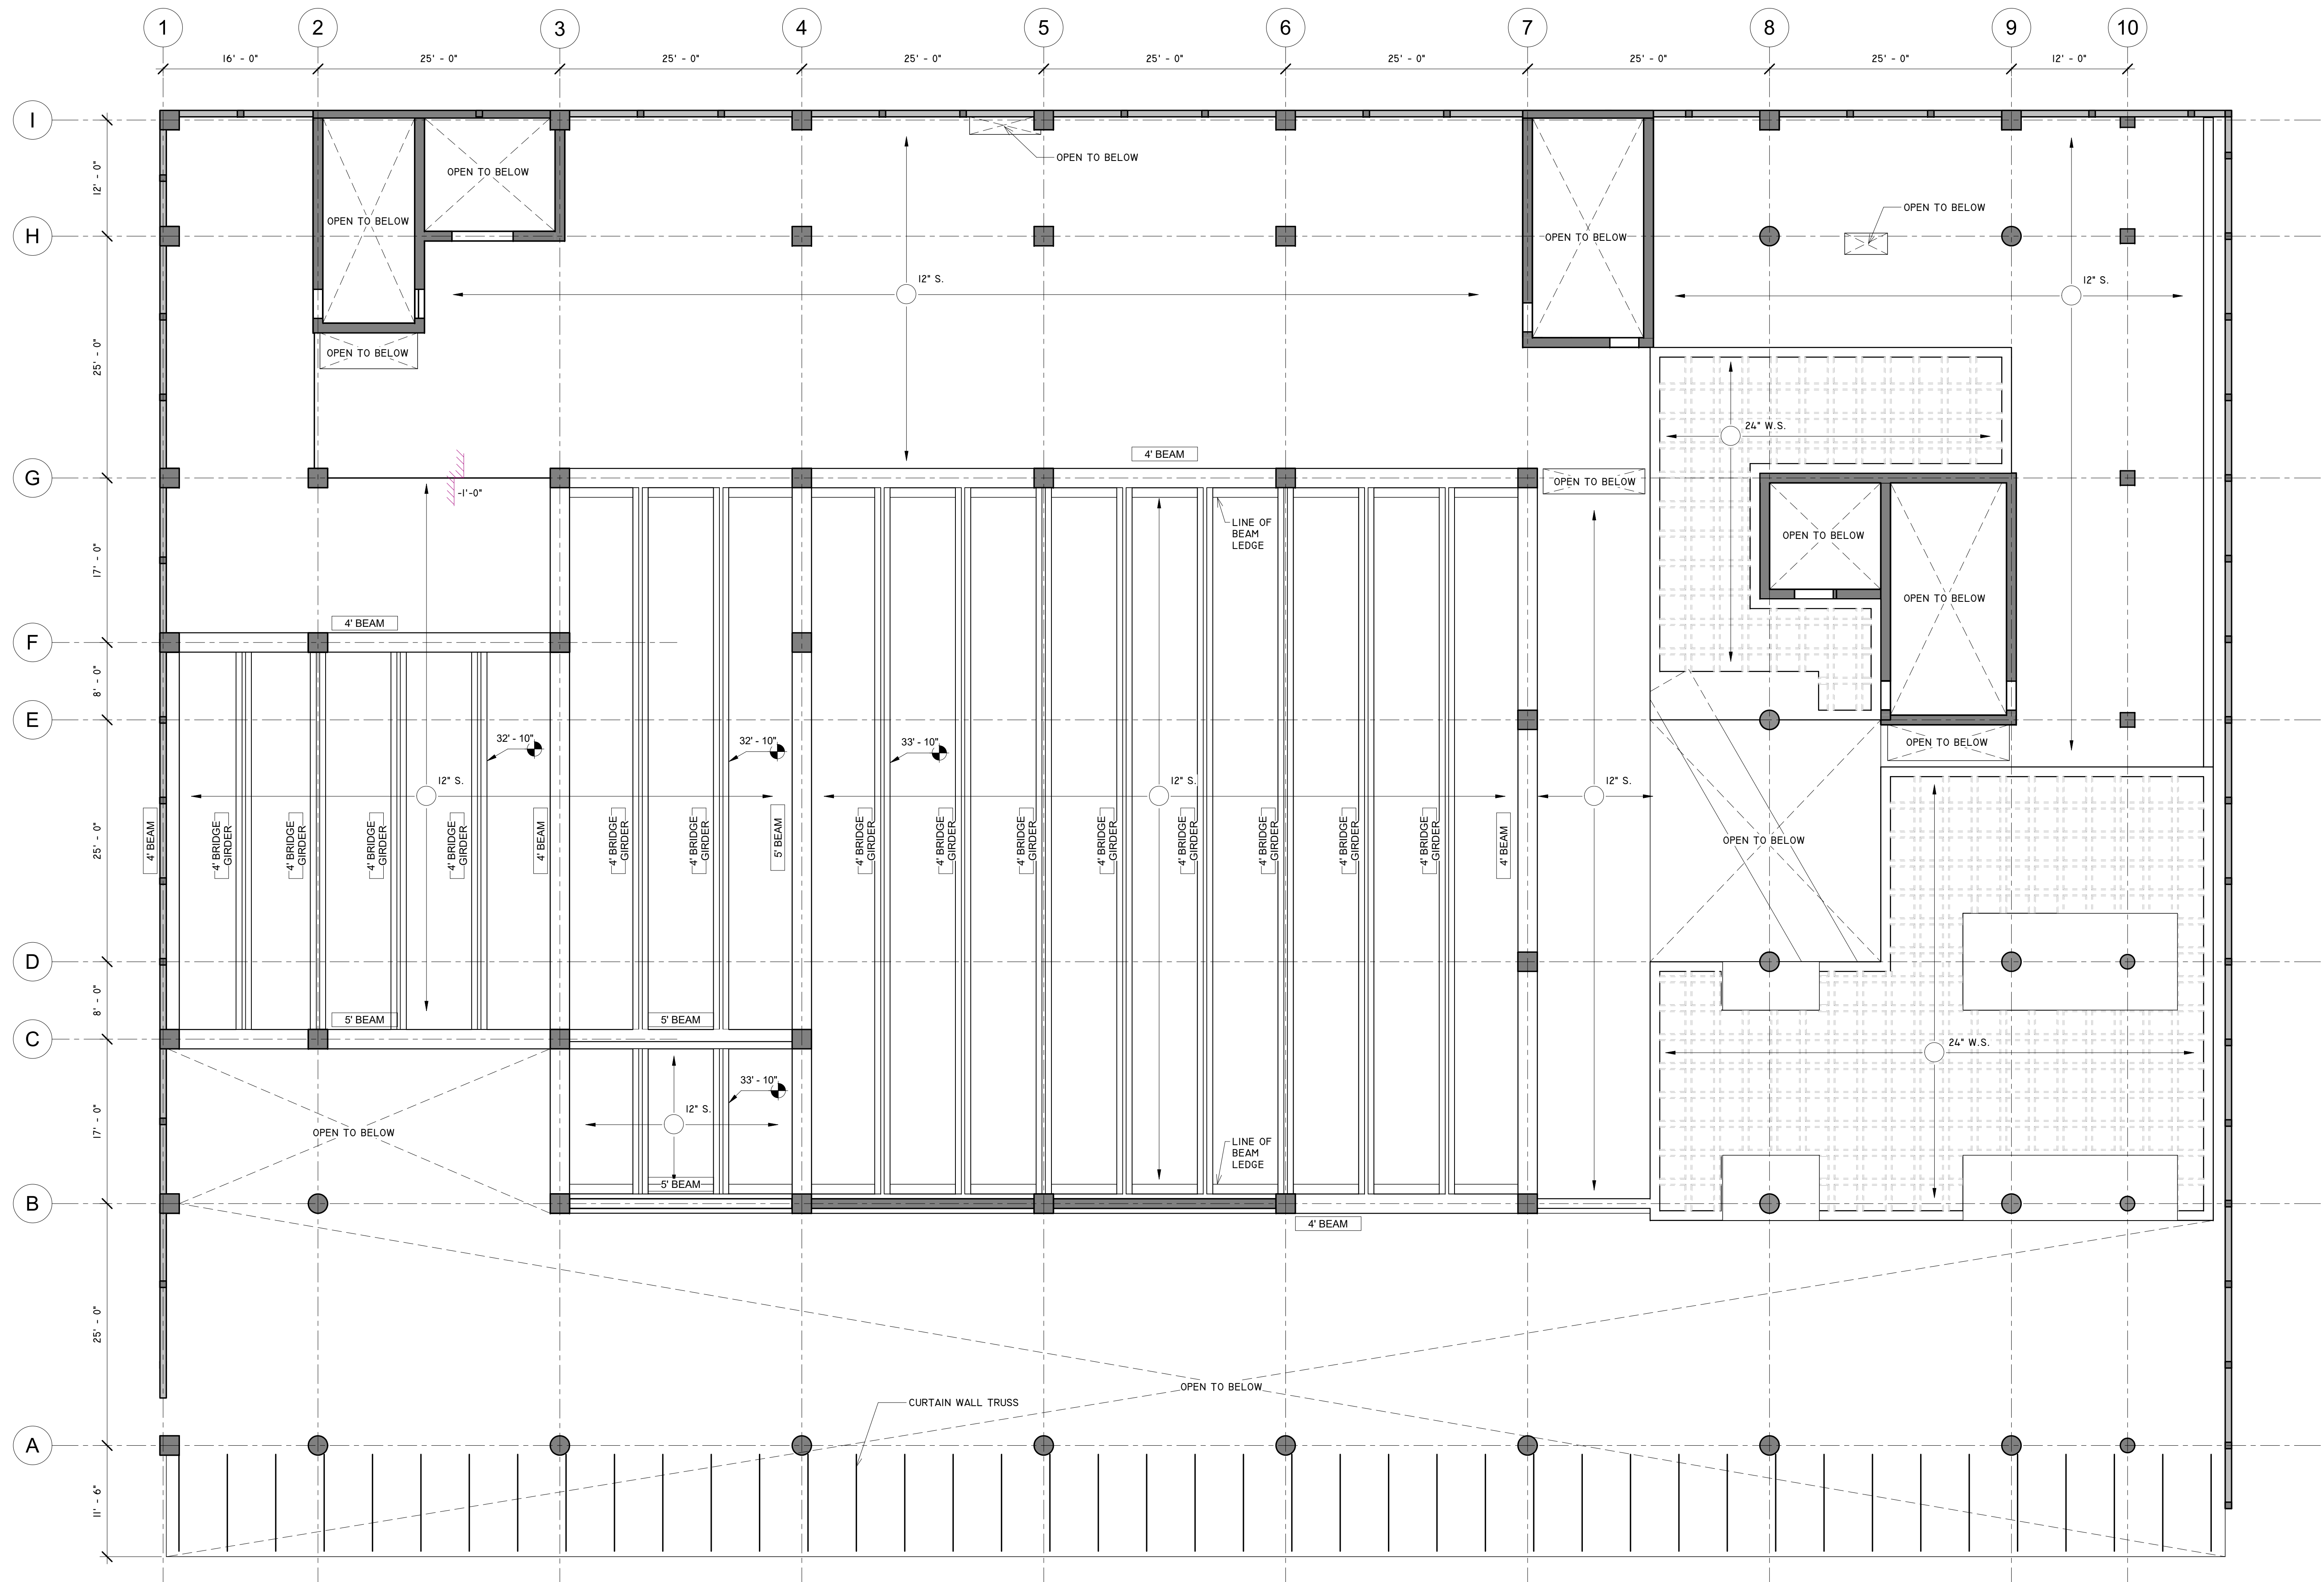 1 2 3 4 5 6 7 8 9 10
16' - 0" 25' - 0" 25' - 0" 25' - 0" 25' - 0" 25' - 0" 25' - 0" 25' - 0" 12' - 0"
I
OPEN TO BELOW
OPEN TO BELOW
12' - 0"
OPEN TO BELOW
OPEN TO BELOW
H
OPEN TO BELOW
12" S.
12" S.
25' - 0"
OPEN TO BELOW
24" W.S.
4' BEAM
G
OPEN TO BELOW
-1'-0"
LINE OF
BEAM
LEDGE
OPEN TO BELOW
17' - 0"
OPEN TO BELOW
4' BEAM
F
8' - 0"
E
32' - 10"
32' - 10"
33' - 10"
OPEN TO BELOW
12" S.
12" S.
12" S.
25' - 0"
4' BEAM
4' BRIDGE
GIRDER
4' BRIDGE
GIRDER
4' BRIDGE
GIRDER
4' BRIDGE
GIRDER
4' BEAM
4' BRIDGE
GIRDER
4' BRIDGE
GIRDER
5' BEAM
4' BRIDGE
GIRDER
4' BRIDGE
GIRDER
4' BRIDGE
GIRDER
4' BRIDGE
GIRDER
4' BRIDGE
GIRDER
4' BRIDGE
GIRDER
4' BRIDGE
GIRDER
4' BRIDGE
GIRDER
4' BEAM
OPEN TO BELOW
D
8' - 0"
5' BEAM
5' BEAM
C
24" W.S.
33' - 10"
12" S.
17' - 0"
OPEN TO BELOW
LINE OF
BEAM
LEDGE
5' BEAM
B
4' BEAM
25' - 0"
OPEN TO BELOW
CURTAIN WALL TRUSS
A
11' - 6"